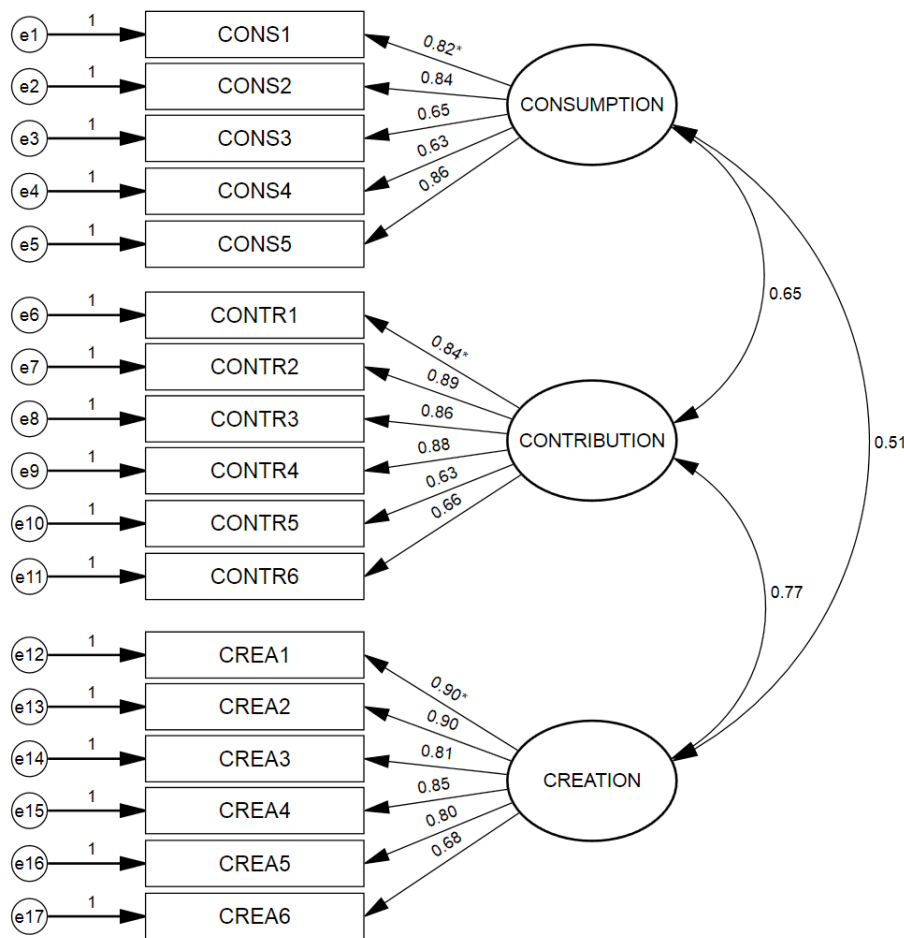 e1 1 CONS1 0.82*
e2 1 CONS2 0.84
e3 1 CONS3 0.65
e4 1 CONS4 0.63
e5 1 CONS5 0.86
CONSUMPTION
0.65
e6 1 CONTR1 0.84*
e7 1 CONTR2 0.89
e8 1 CONTR3 0.86
e9 1 CONTR4 0.88
e10 1 CONTR5 0.63
e11 1 CONTR6 0.66
CONTRIBUTION
0.51
0.77
e12 1 CREA1 0.90*
e13 1 CREA2 0.90
e14 1 CREA3 0.81
e15 1 CREA4 0.85
e16 1 CREA5 0.80
e17 1 CREA6 0.68
CREATION